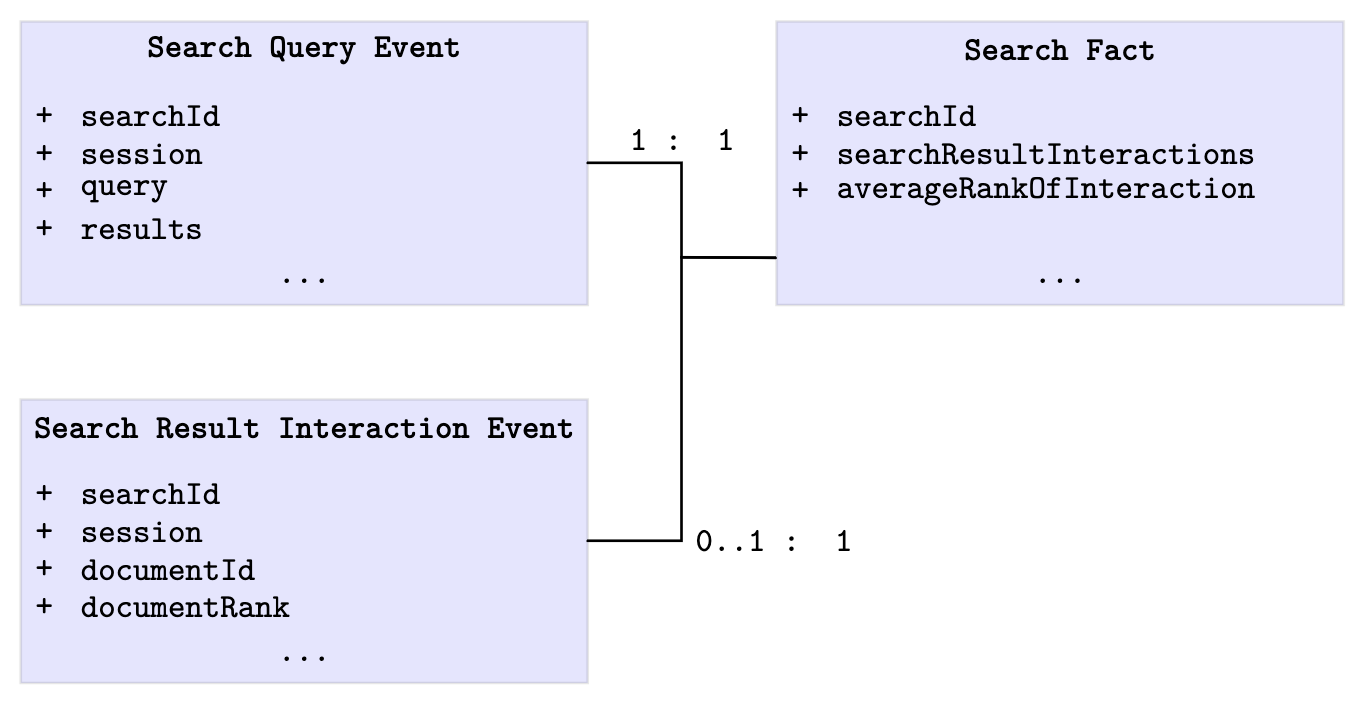 Search Query Event
+ searchId
+ session
+ query
+ results
...
1 : 1
Search Fact
+ searchId
+ searchResultInteractions
+ averageRankOfInteraction
...
Search Result Interaction Event
+ searchId
+ session
+ documentId
+ documentRank
...
0..1 : 1